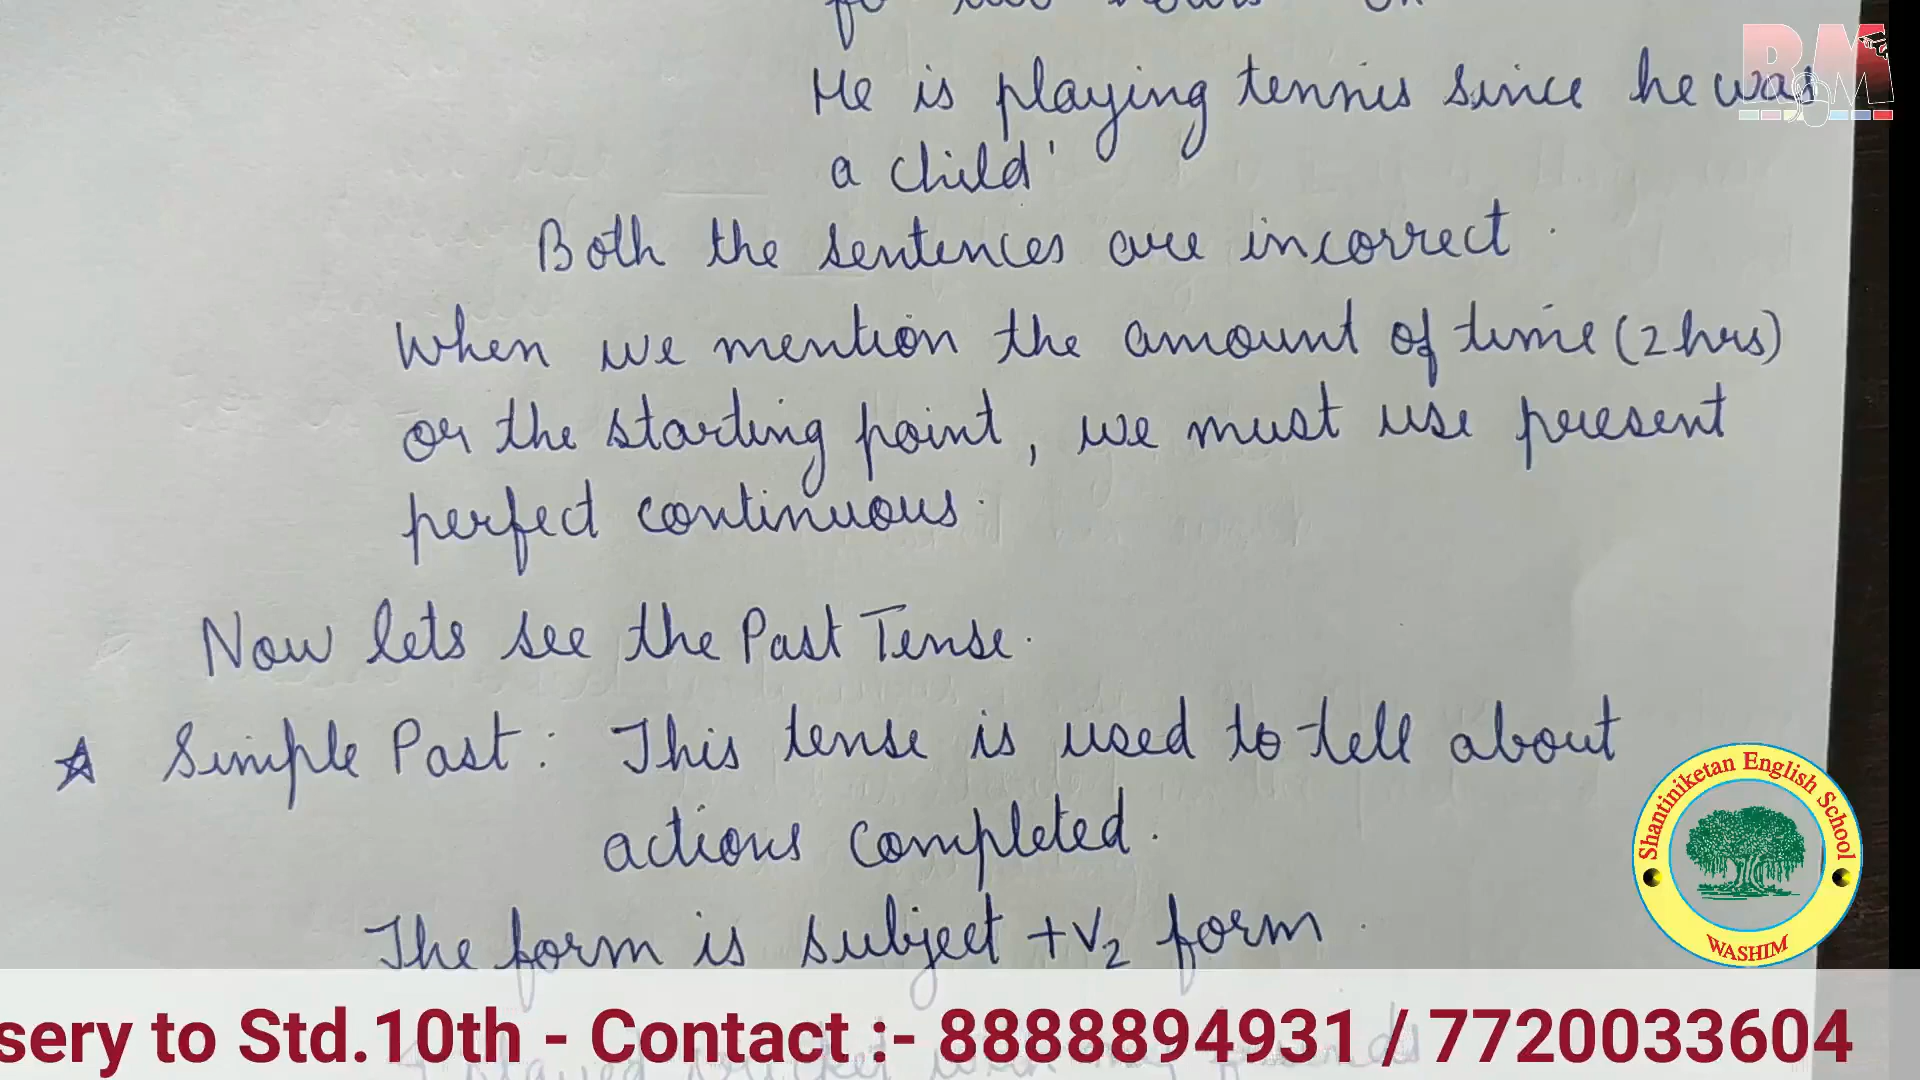 He is playing tennis since he was
a child'
Both the sentences are incorrect.
When we mention the amount of time (2 hrs)
or the starting point, we must use present
perfect continuous.
Now lets see the Past Tense.
Simple Past: This tense is used to tell about
actions completed.
The form is subject + V2 form.
Shantiniketan English School
WASHIM
sery to Std.10th - Contact :- 8888894931 / 7720033604